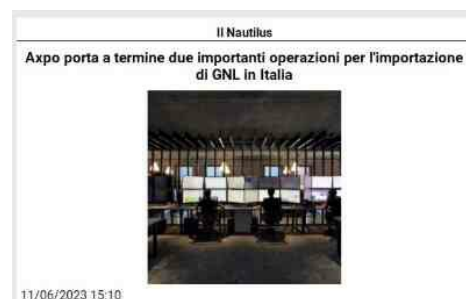 Il Nautilus
Axpo porta a termine due importanti operazioni per l'importazione
di GNL in Italia
11/06/2023 15:10